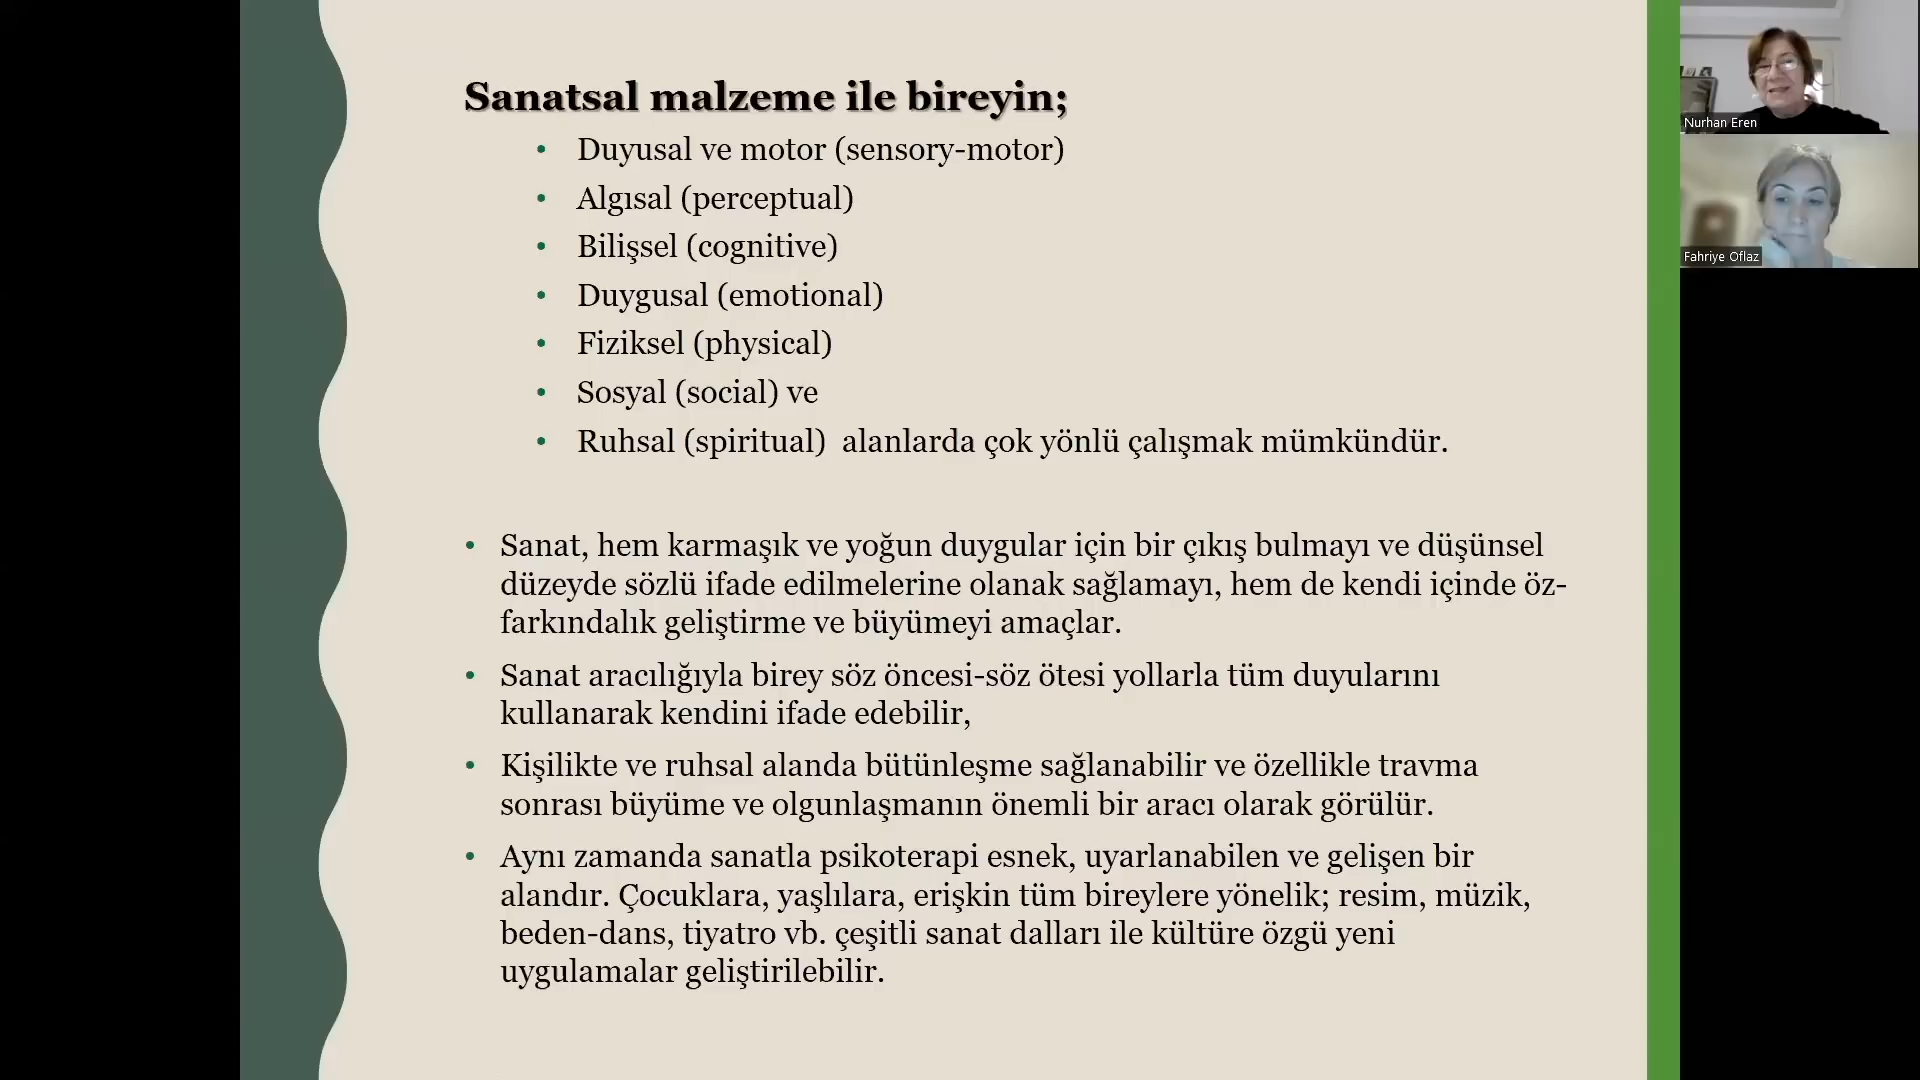 Sanatsal malzeme ile bireyin;
• Duyusal ve motor (sensory-motor)
• Algısal (perceptual)
• Bilişsel (cognitive)
• Duygusal (emotional)
• Fiziksel (physical)
• Sosyal (social) ve
• Ruhsal (spiritual) alanlarda çok yönlü çalışmak mümkündür.
• Sanat, hem karmaşık ve yoğun duygular için bir çıkış bulmayı ve düşünsel
düzeyde sözlü ifade edilmelerine olanak sağlamayı, hem de kendi içinde öz-
farkındalık geliştirme ve büyümeyi amaçlar.
• Sanat aracılığıyla birey söz öncesi-söz ötesi yollarla tüm duyularını
kullanarak kendini ifade edebilir,
• Kişilikte ve ruhsal alanda bütünleşme sağlanabilir ve özellikle travma
sonrası büyüme ve olgunlaşmanın önemli bir aracı olarak görülür.
• Aynı zamanda sanatla psikoterapi esnek, uyarlanabilen ve gelişen bir
alandır. Çocuklara, yaşlılara, erişkin tüm bireylere yönelik; resim, müzik,
beden-dans, tiyatro vb. çeşitli sanat dalları ile kültüre özgü yeni
uygulamalar geliştirilebilir.
Nurhan Eren
Fahriye Oflaz